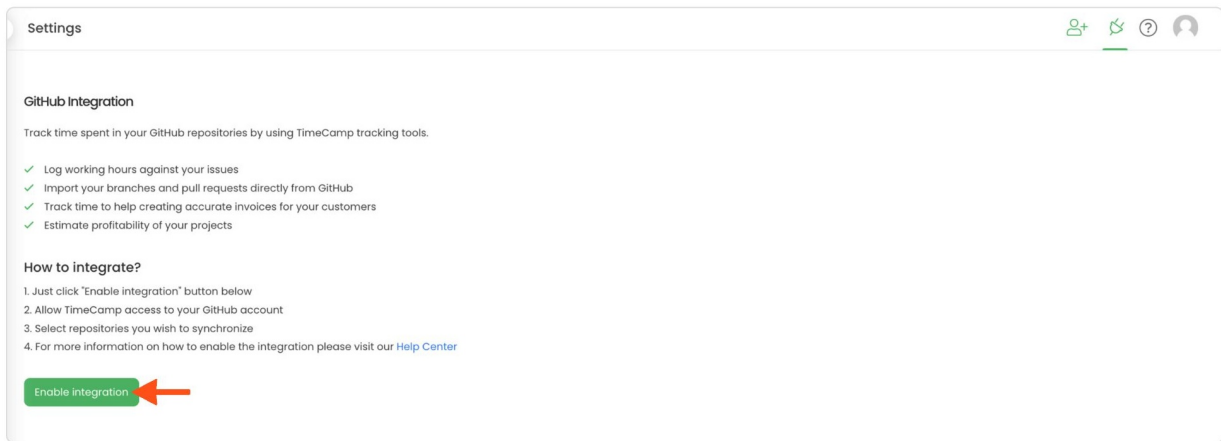 Settings
GitHub Integration
Track time spent in your GitHub repositories by using TimeCamp tracking tools.
Log working hours against your issues
Import your branches and pull requests directly from GitHub
Track time to help creating accurate invoices for your customers
Estimate profitability of your projects
How to integrate?
1. Just click "Enable integration" button below
2. Allow TimeCamp access to your GitHub account
3. Select repositories you wish to synchronize
4. For more information on how to enable the integration please visit our Help Center
Enable integration